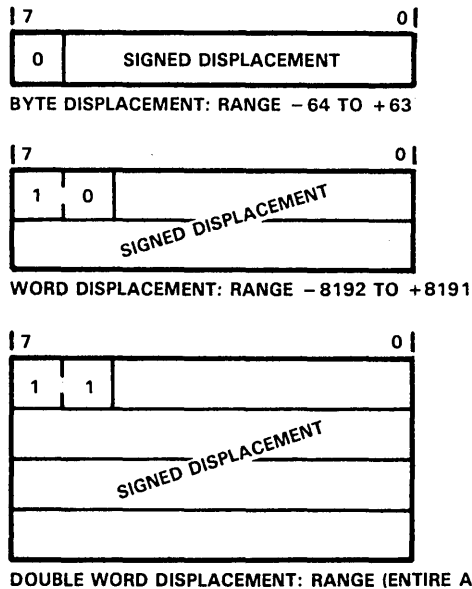 7 0
0 SIGNED DISPLACEMENT
BYTE DISPLACEMENT: RANGE −64 TO +63
7 0
1 0
SIGNED DISPLACEMENT
WORD DISPLACEMENT: RANGE −8192 TO +8191
7 0
1 1
SIGNED DISPLACEMENT
DOUBLE WORD DISPLACEMENT: RANGE (ENTIRE A